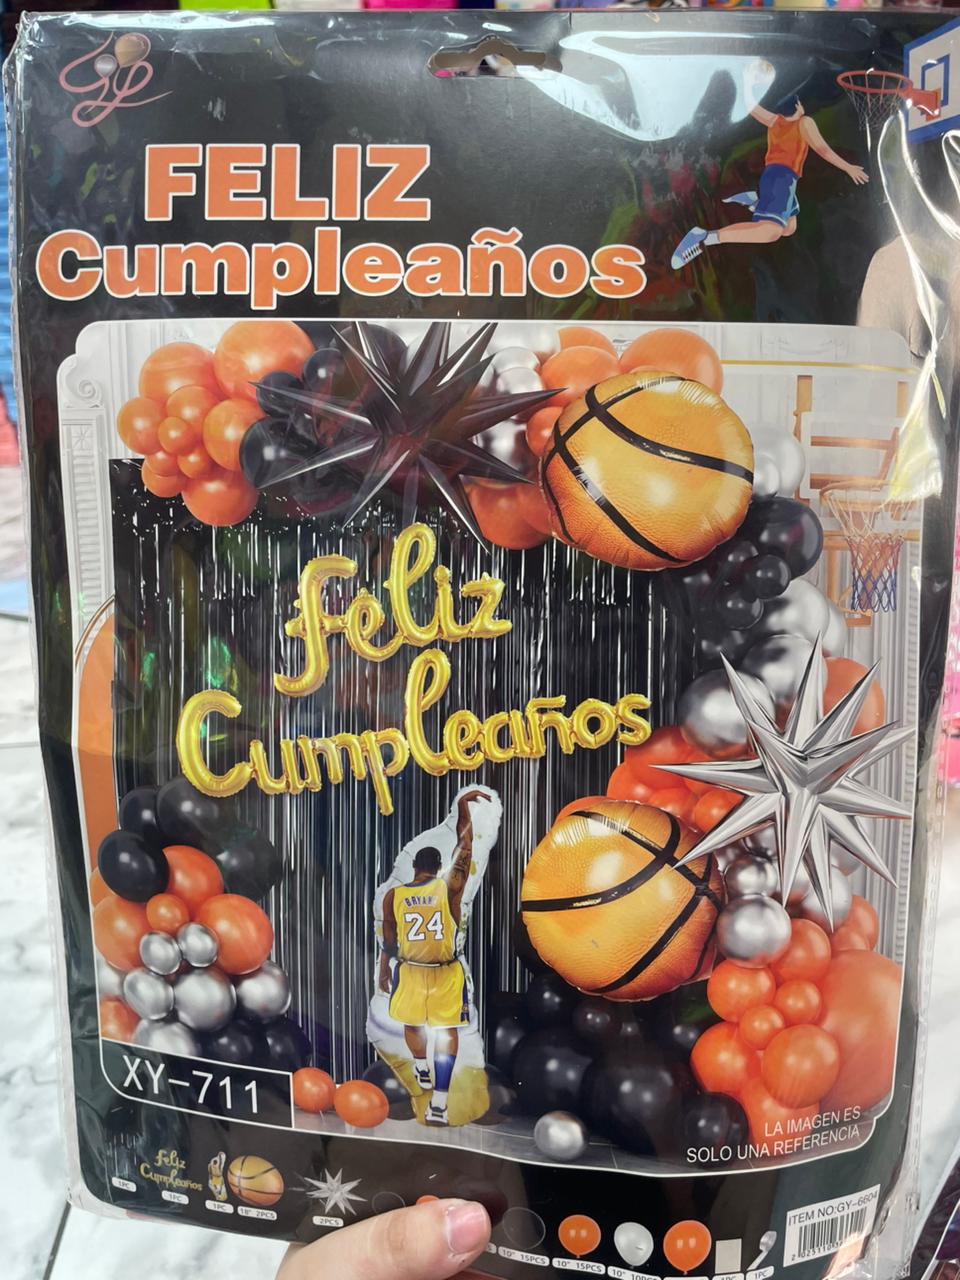 FELIZ
Cumpleaños
Feliz
Cumpleaños
BRYANT
24
XY-711
LA IMAGEN ES
SOLO UNA REFERENCIA
Feliz
Cumpleaños
1PC
1PC
1PC
18" 2PCS
2PCS
10" 15PCS
10" 15PCS
10" 10PCS
1PC
1PC
ITEM NO:GY-6604